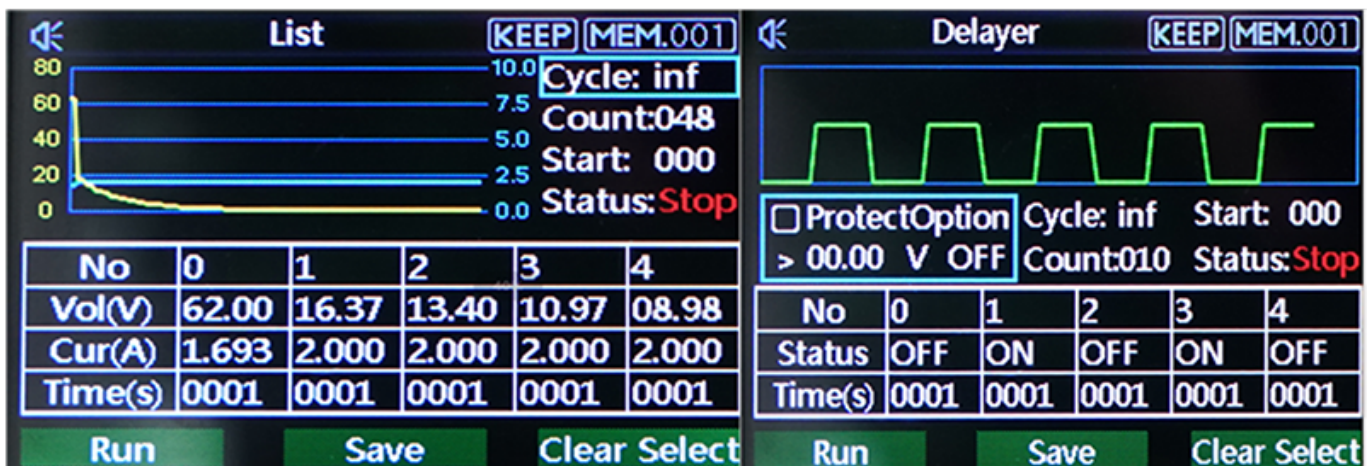 List KEEP MEM.001
80
60
40
20
0
10.0
7.5
5.0
2.5
0.0
Cycle: inf
Count:048
Start: 000
Status:Stop
No 0 1 2 3 4
Vol(V) 62.00 16.37 13.40 10.97 08.98
Cur(A) 1.693 2.000 2.000 2.000 2.000
Time(s) 0001 0001 0001 0001 0001
Run Save Clear Select
Delayer KEEP MEM.001
ProtectOption
> 00.00 V OFF
Cycle: inf Start: 000
Count:010 Status:Stop
No 0 1 2 3 4
Status OFF ON OFF ON OFF
Time(s) 0001 0001 0001 0001 0001
Run Save Clear Select